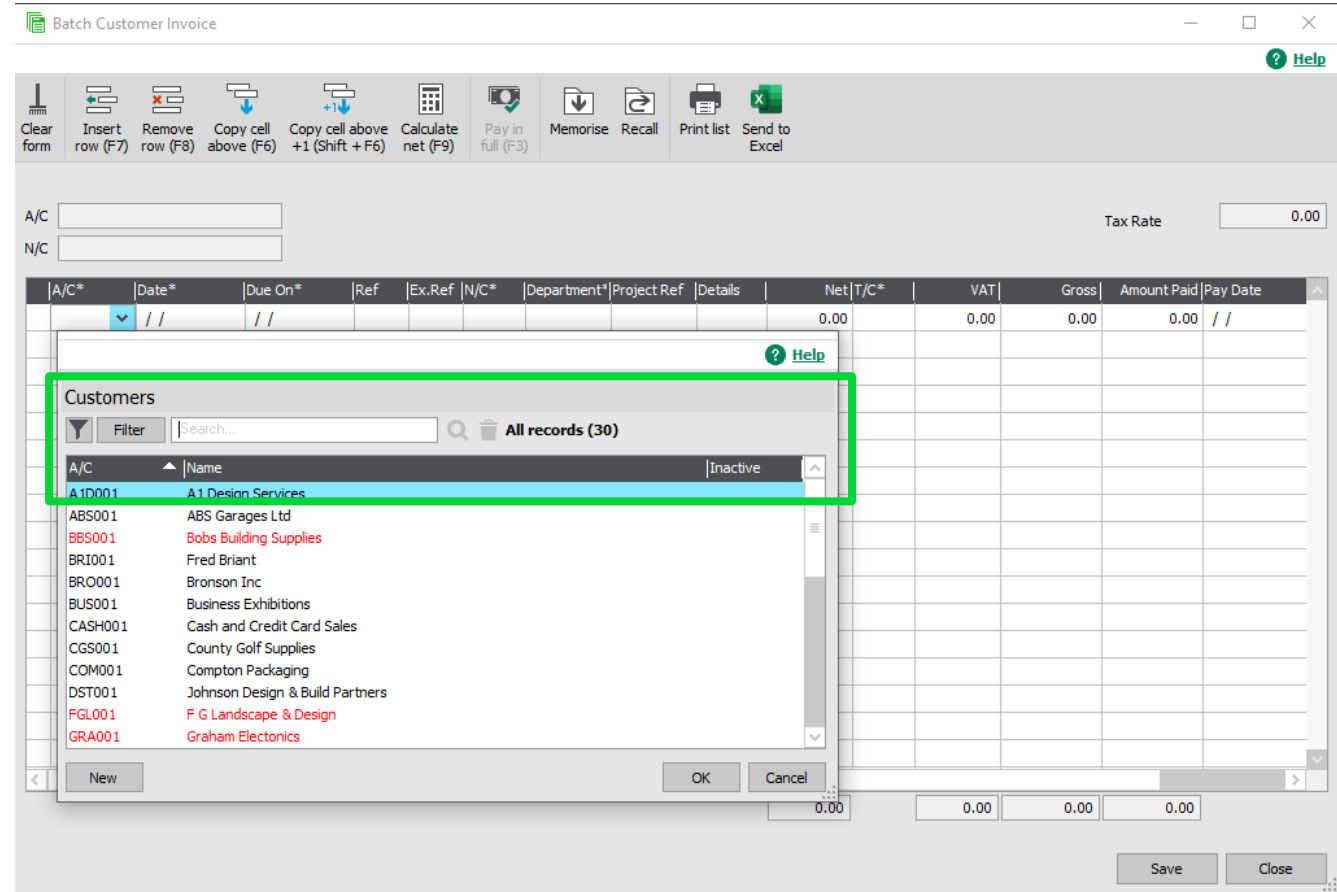 Batch Customer Invoice
? Help
Clear form
Insert row (F7)
Remove row (F8)
Copy cell above (F6)
Copy cell above +1 (Shift + F6)
Calculate net (F9)
Pay in full (F3)
Memorise
Recall
Print list
Send to Excel
A/C
Tax Rate 0.00
N/C
A/C* Date* Due On* Ref Ex.Ref N/C* Department* Project Ref Details Net T/C* VAT Gross Amount Paid Pay Date
/ / / / 0.00 0.00 0.00 0.00 / /
? Help
Customers
Filter Search... All records (30)
A/C Name Inactive
A1D001 A1 Design Services
ABS001 ABS Garages Ltd
BBS001 Bobs Building Supplies
BRI001 Fred Briant
BRO001 Bronson Inc
BUS001 Business Exhibitions
CASH001 Cash and Credit Card Sales
CGS001 County Golf Supplies
COM001 Compton Packaging
DST001 Johnson Design & Build Partners
FGL001 F G Landscape & Design
GRA001 Graham Electonics
New OK Cancel
0.00 0.00 0.00 0.00
Save Close